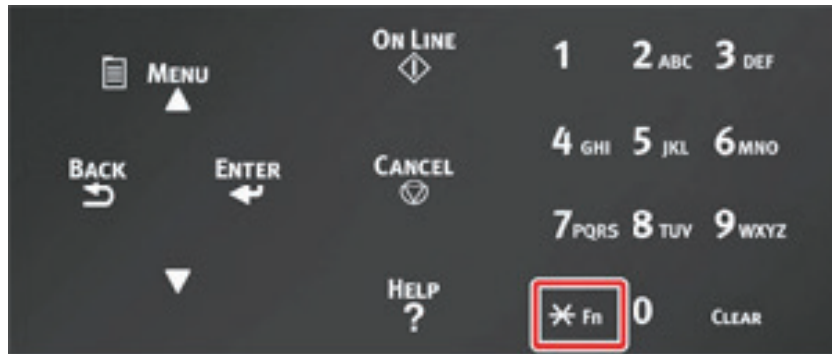 MENU
BACK
ENTER
ON LINE
CANCEL
HELP
?
1 2 ABC 3 DEF
4 GHI 5 JKL 6 MNO
7 PQRS 8 TUV 9 WXYZ
* Fn 0 CLEAR